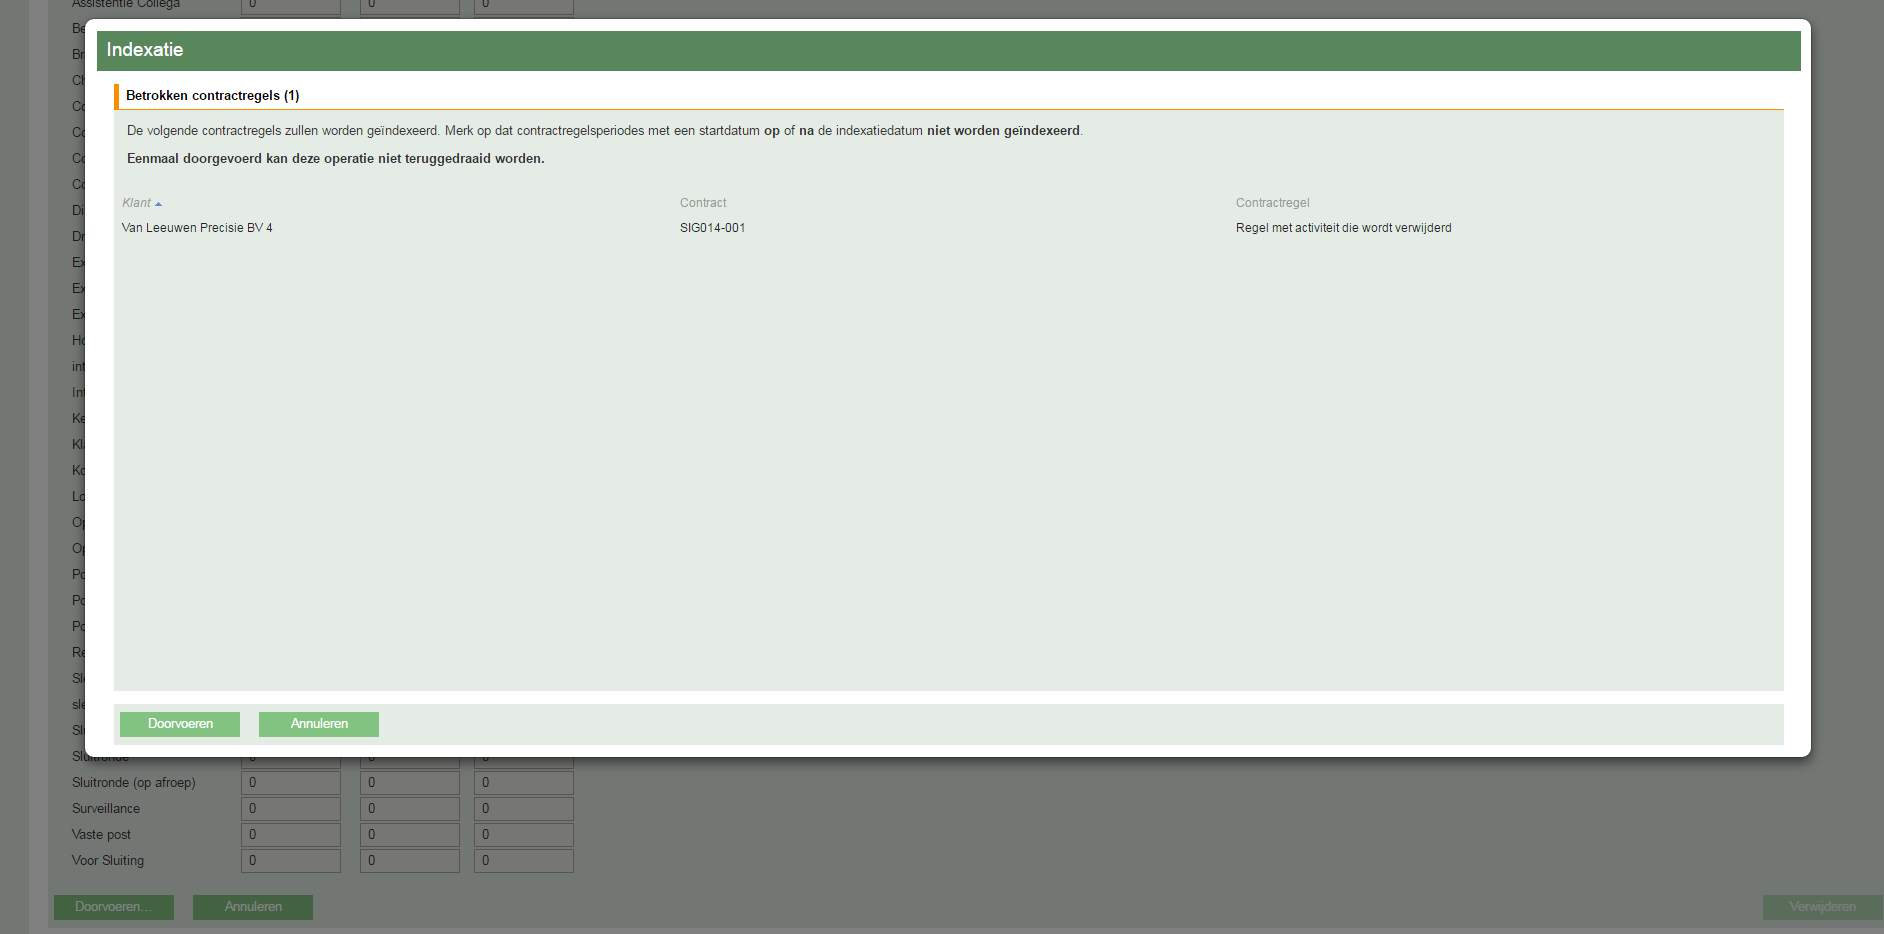 Assistentie Collega 0 0 0
Indexatie
Betrokken contractregels (1)
De volgende contractregels zullen worden geïndexeerd. Merk op dat contractregelsperiodes met een startdatum op of na de indexatiedatum niet worden geïndexeerd.
Eenmaal doorgevoerd kan deze operatie niet teruggedraaid worden.
Klant Contract Contractregel
Van Leeuwen Precisie BV 4 SIG014-001 Regel met activiteit die wordt verwijderd
Doorvoeren Annuleren
Sluitronde 0 0 0
Sluitronde (op afroep) 0 0 0
Surveillance 0 0 0
Vaste post 0 0 0
Voor Sluiting 0 0 0
Doorvoeren... Annuleren Verwijderen